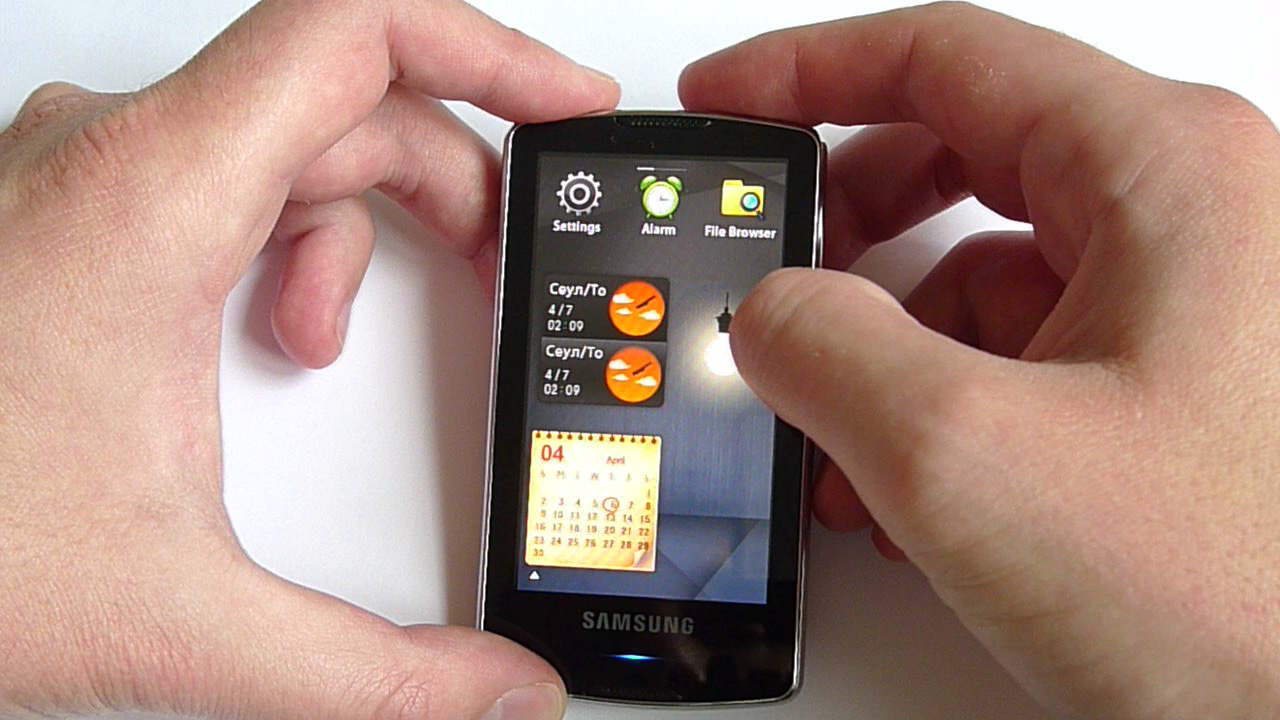 Settings Alarm File Browser
Сеул/То
4/7
02:09
Сеул/То
4/7
02:09
04 April
S M T W T F S
1
2 3 4 5 6 7 8
9 10 11 12 13 14 15
16 17 18 19 20 21 22
23 24 25 26 27 28 29
30
SAMSUNG